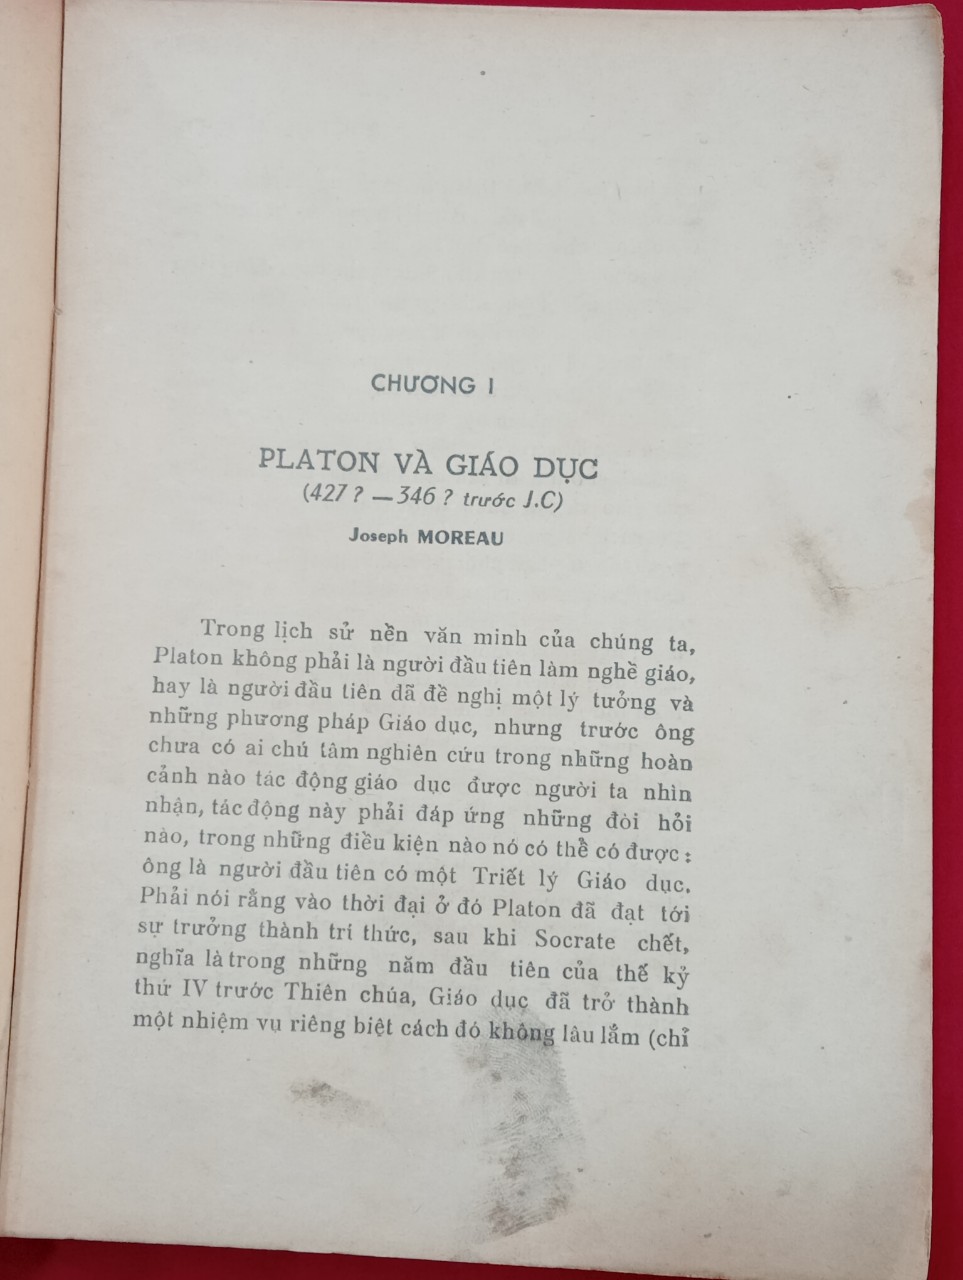 CHƯƠNG I
PLATON VÀ GIÁO DỤC
(427 ? — 346 ? trước J.C)
Joseph MOREAU
Trong lịch sử nền văn minh của chúng ta,
Platon không phải là người đầu tiên làm nghề giáo,
hay là người đầu tiên dã đề nghị một lý tưởng và
những phương pháp Giáo dục, nhưng trước ông
chưa có ai chú tâm nghiên cứu trong những hoàn
cảnh nào tác động giáo dục được người ta nhìn
nhận, tác động này phải đáp ứng những đòi hỏi
nào, trong những điều kiện nào nó có thể có được :
ông là người đầu tiên có một Triết lý Giáo dục.
Phải nói rằng vào thời đại ở đó Platon đã đạt tới
sự trưởng thành trí thức, sau khi Socrate chết,
nghĩa là trong những năm đầu tiên của thế kỷ
thứ IV trước Thiên chúa, Giáo dục đã trở thành
một nhiệm vụ riêng biệt cách đó không lâu lắm (chỉ